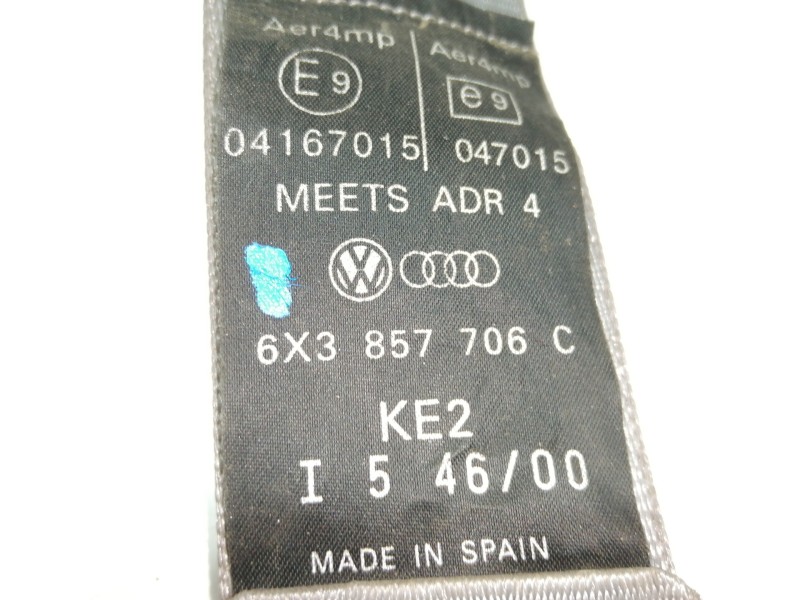 Aer4mp Aer4mp
E9 e9
04167015 047015
MEETS ADR 4
VW
6X3 857 706 C
KE2
I 5 46/00
MADE IN SPAIN